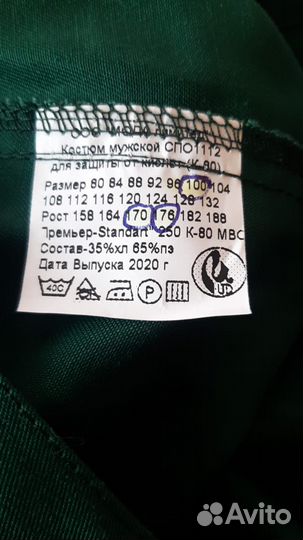 ООО
Костюм мужской СПО1112
для защиты от кислот (К-80)
Размер 80 84 88 92 96 100 104
108 112 116 120 124 128 132
Рост 158 164 170 176 182 188
Премьер-Standart 250 К-80 МВО
Состав-35%хл 65%пэ
Дата Выпуска 2020 г
40C
P
Avito